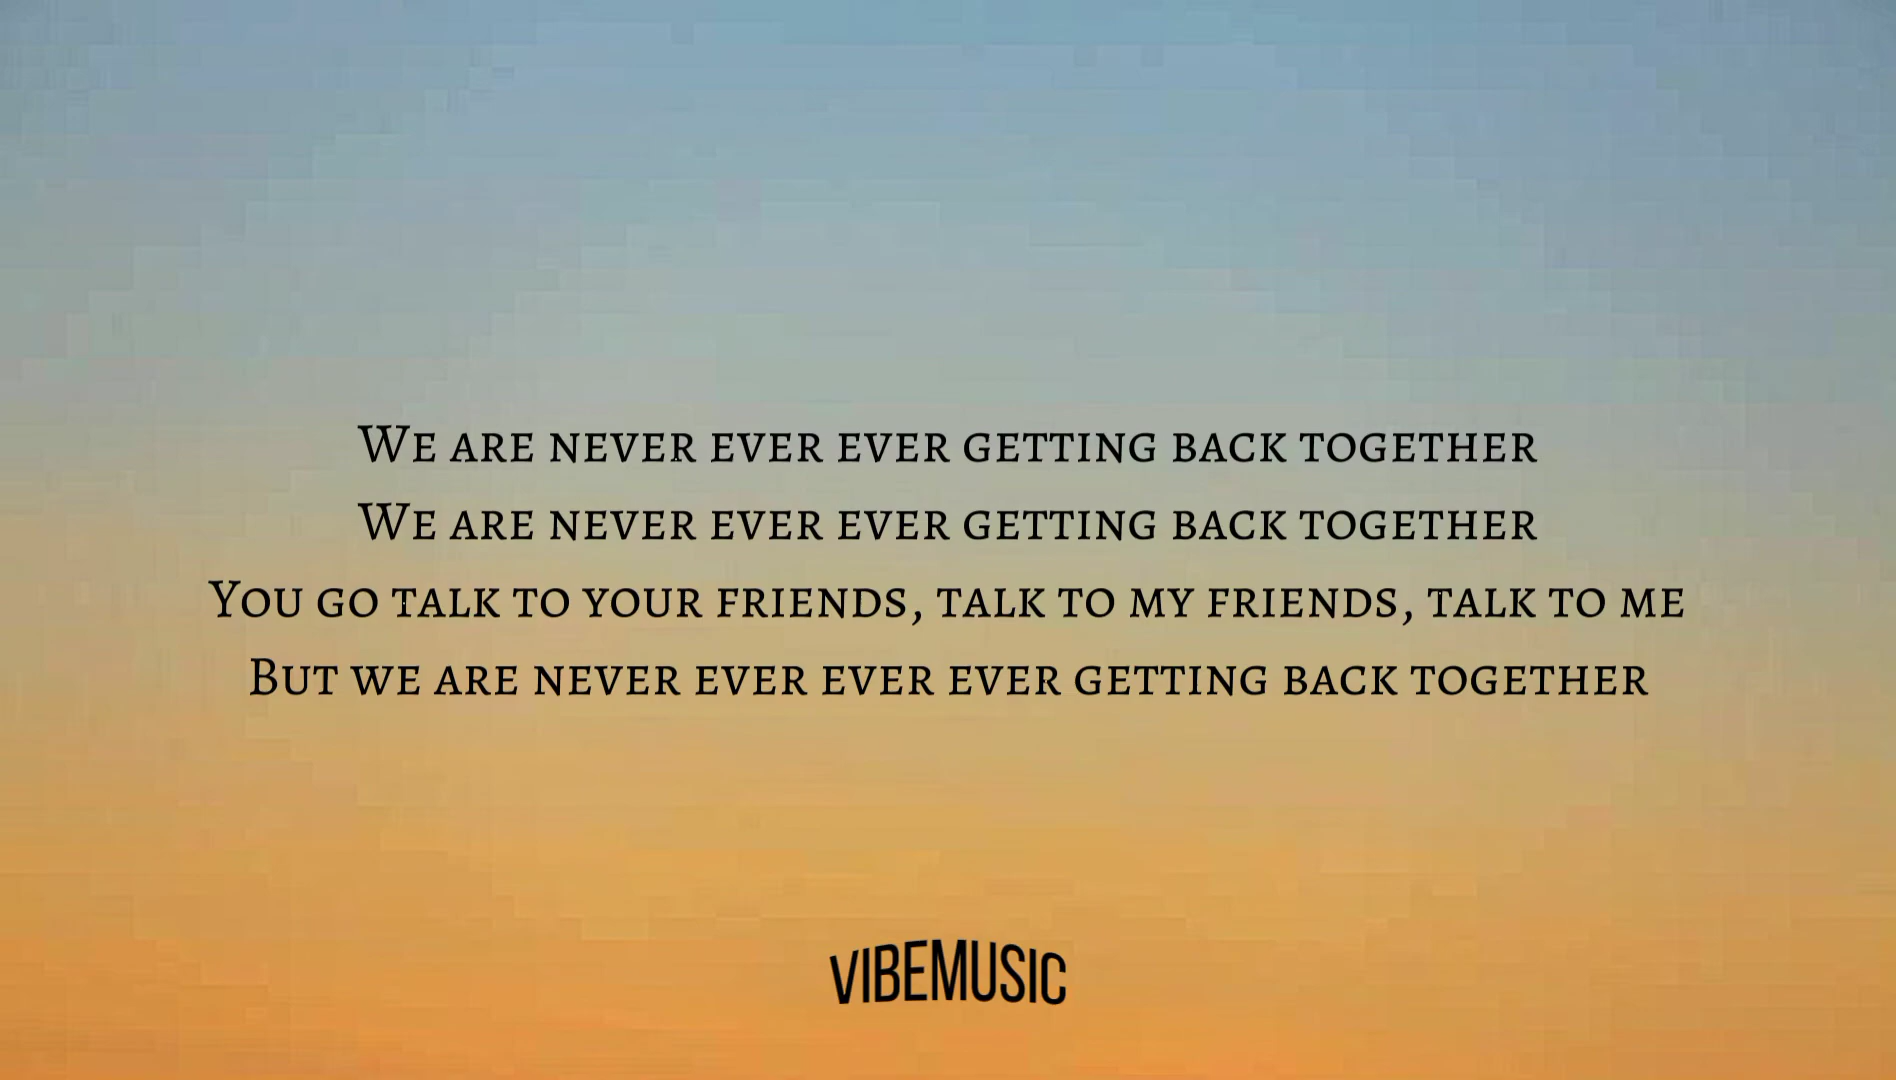 We are never ever ever getting back together
We are never ever ever getting back together
You go talk to your friends, talk to my friends, talk to me
But we are never ever ever ever getting back together
VIBEMUSIC